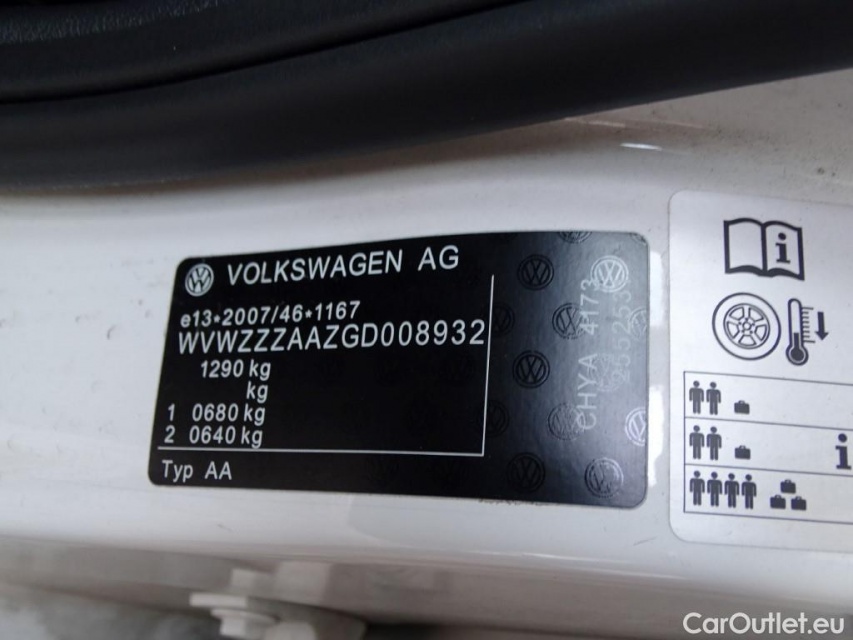 VOLKSWAGEN AG
e13*2007/46*1167
WVWZZZAAZGD008932
1290 kg
kg
1 0680 kg
2 0640 kg
Typ AA
CHYA 4173
CarOutlet.eu